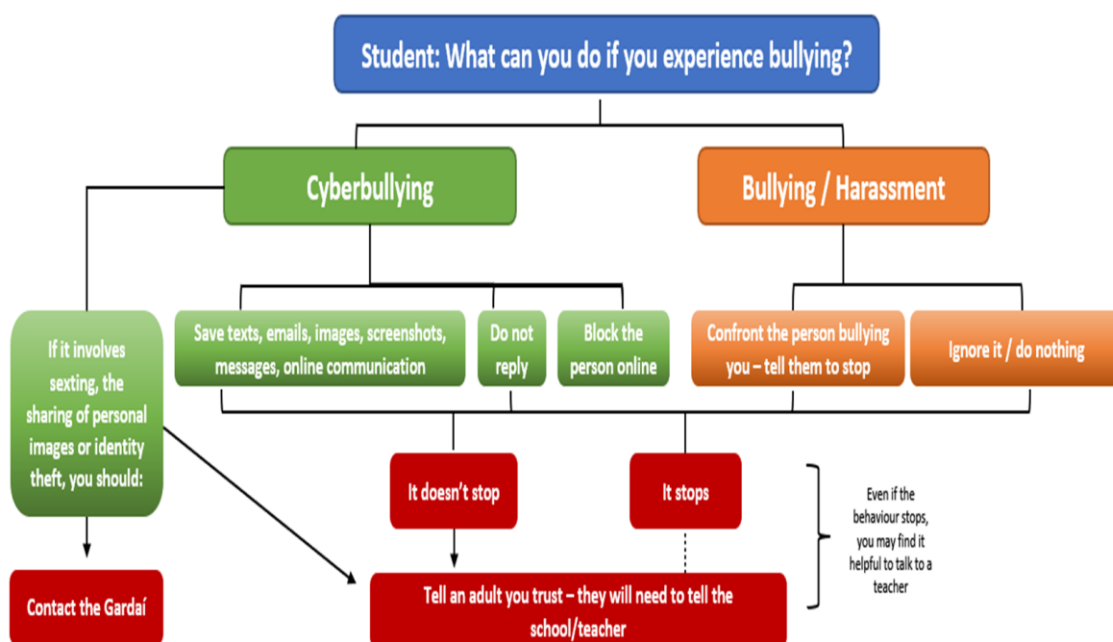 Student: What can you do if you experience bullying?
Cyberbullying
Bullying / Harassment
If it involves
sexting, the
sharing of personal
images or identity
theft, you should:
Save texts, emails, images, screenshots,
messages, online communication
Do not
reply
Block the
person online
Confront the person bullying
you – tell them to stop
Ignore it / do nothing
It doesn't stop
It stops
Even if the
behaviour stops,
you may find it
helpful to talk to a
teacher
Contact the Gardaí
Tell an adult you trust – they will need to tell the
school/teacher